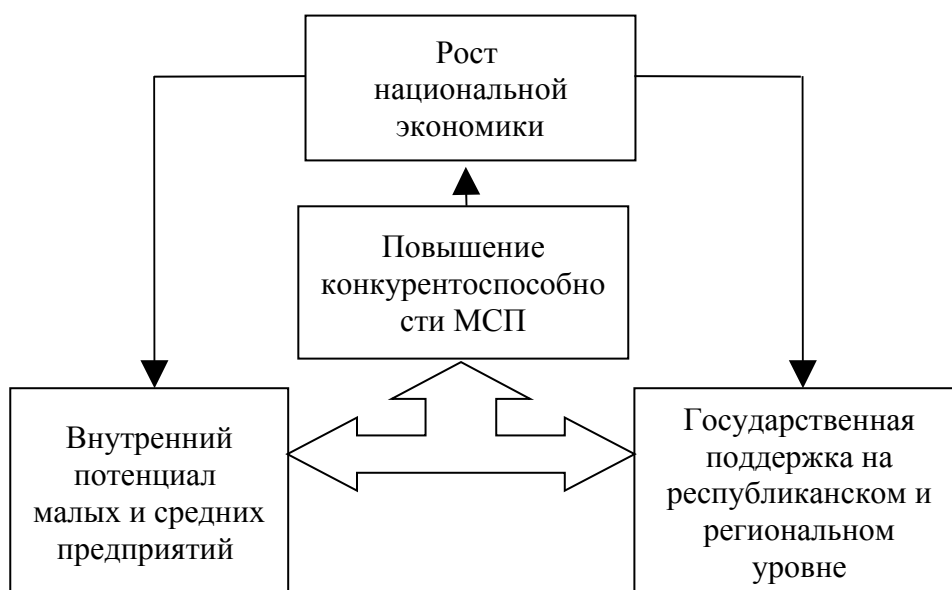 Рост
национальной
экономики
Повышение
конкурентоспособно
сти МСП
Внутренний
потенциал
малых и средних
предприятий
Государственная
поддержка на
республиканском и
региональном
уровне